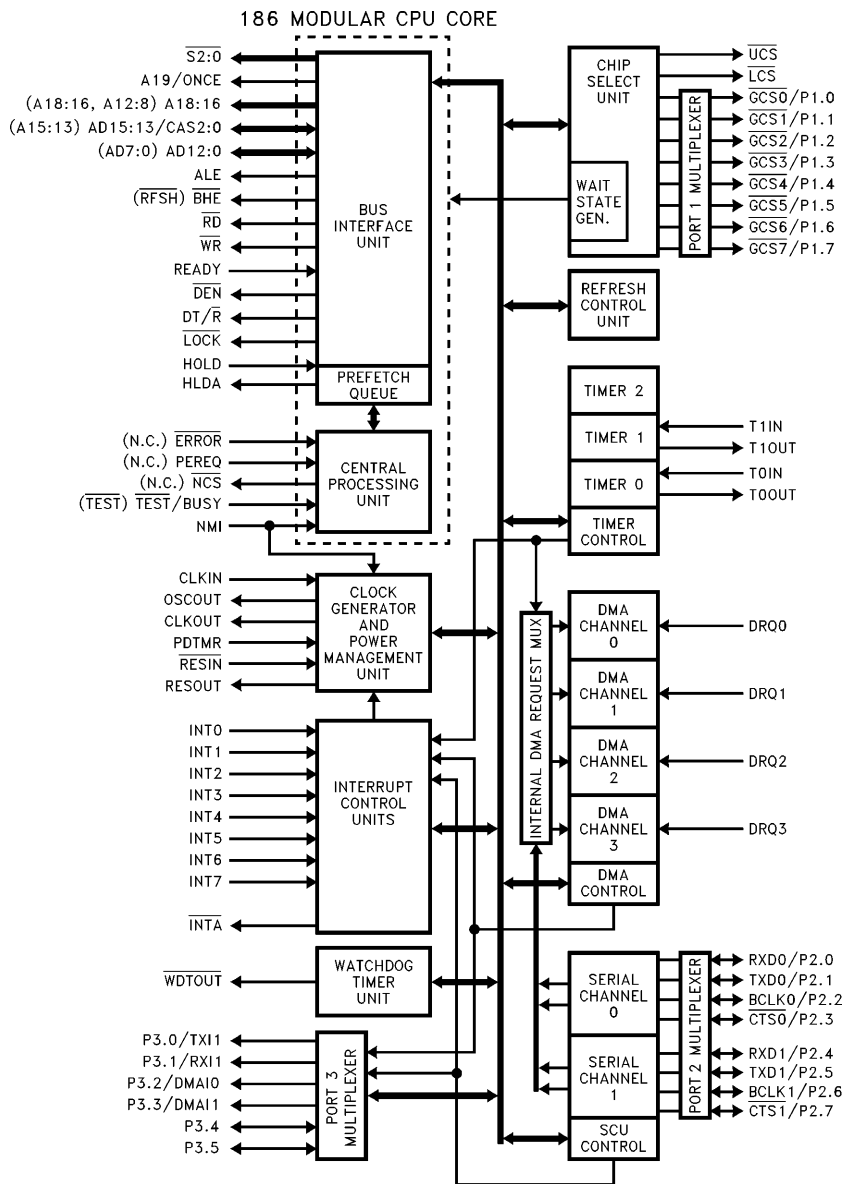 186 MODULAR CPU CORE
S2:0
A19/ONCE
(A18:16, A12:8) A18:16
(A15:13) AD15:13/CAS2:0
(AD7:0) AD12:0
ALE
(RFSH) BHE
RD
WR
READY
DEN
DT/R
LOCK
HOLD
HLDA
BUS
INTERFACE
UNIT
PREFETCH
QUEUE
(N.C.) ERROR
(N.C.) PEREQ
(N.C.) NCS
(TEST) TEST/BUSY
NMI
CENTRAL
PROCESSING
UNIT
CLKIN
OSCOUT
CLKOUT
PDTMR
RESIN
RESOUT
CLOCK
GENERATOR
AND
POWER
MANAGEMENT
UNIT
INT0
INT1
INT2
INT3
INT4
INT5
INT6
INT7
INTA
INTERRUPT
CONTROL
UNITS
WDTOUT
WATCHDOG
TIMER
UNIT
P3.0/TXI1
P3.1/RXI1
P3.2/DMAI0
P3.3/DMAI1
P3.4
P3.5
PORT 3
MULTIPLEXER
CHIP
SELECT
UNIT
WAIT
STATE
GEN.
PORT 1 MULTIPLEXER
UCS
LCS
GCS0/P1.0
GCS1/P1.1
GCS2/P1.2
GCS3/P1.3
GCS4/P1.4
GCS5/P1.5
GCS6/P1.6
GCS7/P1.7
REFRESH
CONTROL
UNIT
TIMER 2
TIMER 1
TIMER 0
TIMER
CONTROL
T1IN
T1OUT
T0IN
T0OUT
INTERNAL DMA REQUEST MUX
DMA
CHANNEL
0
DMA
CHANNEL
1
DMA
CHANNEL
2
DMA
CHANNEL
3
DMA
CONTROL
DRQ0
DRQ1
DRQ2
DRQ3
SERIAL
CHANNEL
0
SERIAL
CHANNEL
1
SCU
CONTROL
PORT 2 MULTIPLEXER
RXD0/P2.0
TXD0/P2.1
BCLK0/P2.2
CTS0/P2.3
RXD1/P2.4
TXD1/P2.5
BCLK1/P2.6
CTS1/P2.7